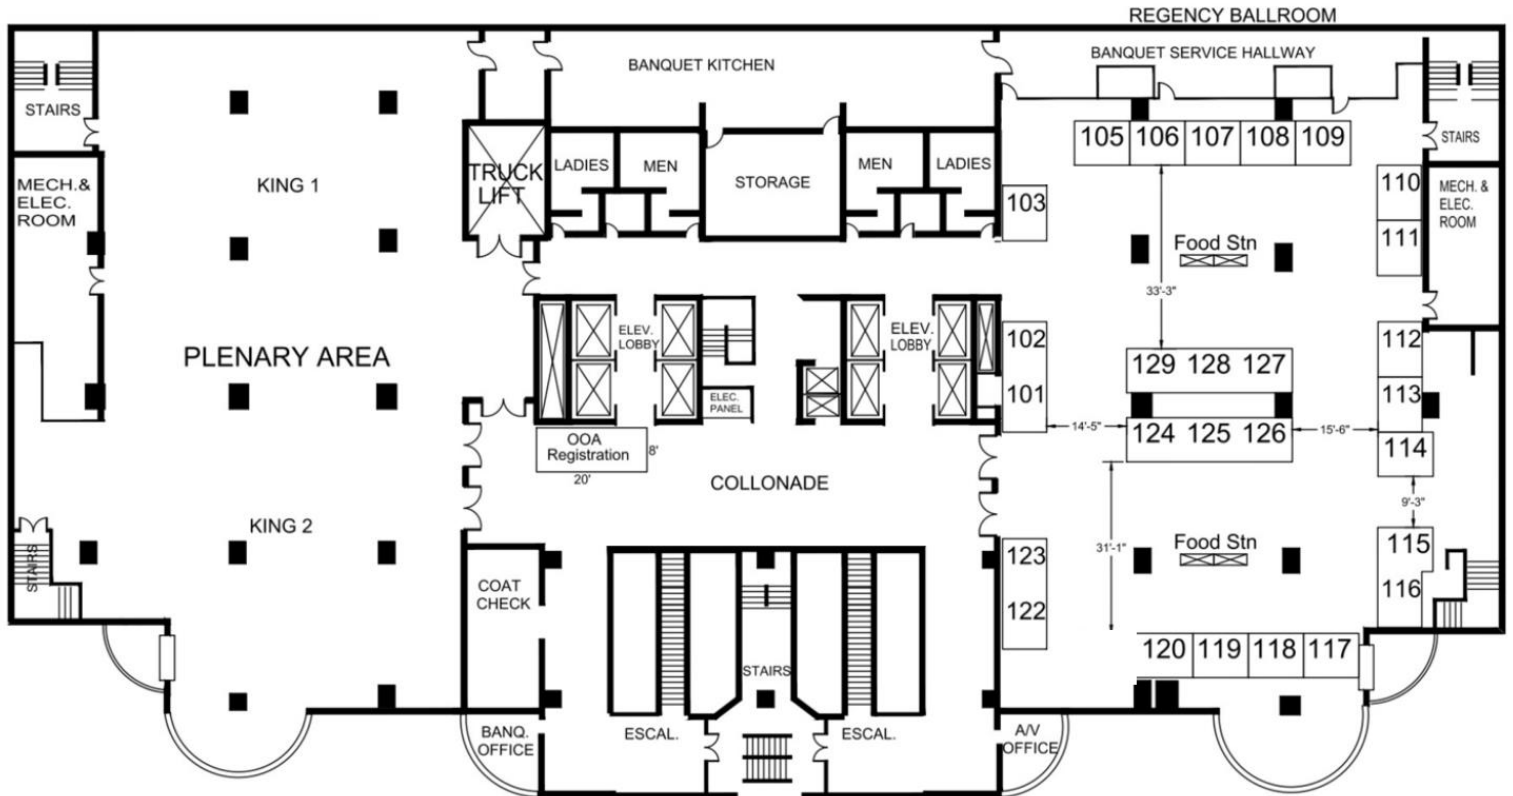 REGENCY BALLROOM
BANQUET SERVICE HALLWAY
BANQUET KITCHEN
STAIRS
STAIRS
105 106 107 108 109
LADIES
MEN
STORAGE
MEN
LADIES
TRUCK
LIFT
KING 1
MECH.&
ELEC.
ROOM
110
111
MECH. &
ELEC.
ROOM
103
Food Stn
33'-3"
PLENARY AREA
ELEV.
LOBBY
ELEV.
LOBBY
102
101
129 128 127
112
113
ELEC.
PANEL
OOA
Registration
8'
20'
14'-5"
124 125 126
15'-6"
114
COLLONADE
9'-3"
KING 2
STAIRS
Food Stn
31'-1"
123
122
115
116
COAT
CHECK
STAIRS
120 119 118 117
BANQ.
OFFICE
ESCAL.
ESCAL.
A/V
OFFICE